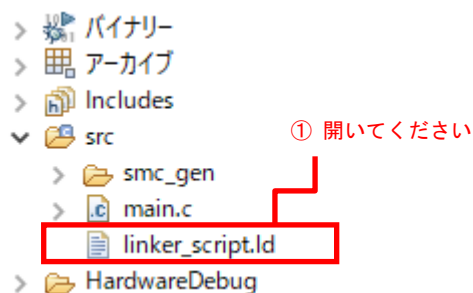 バイナリー
アーカイブ
Includes
src
① 開いてください
smc_gen
main.c
linker_script.ld
HardwareDebug